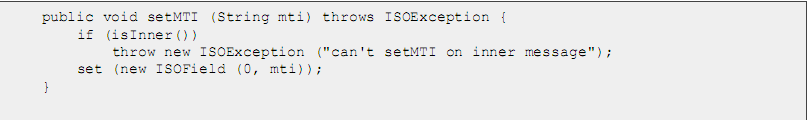 public void setMTI (String mti) throws ISOException {
    if (isInner())
        throw new ISOException ("can't setMTI on inner message");
    set (new ISOField (0, mti));
}